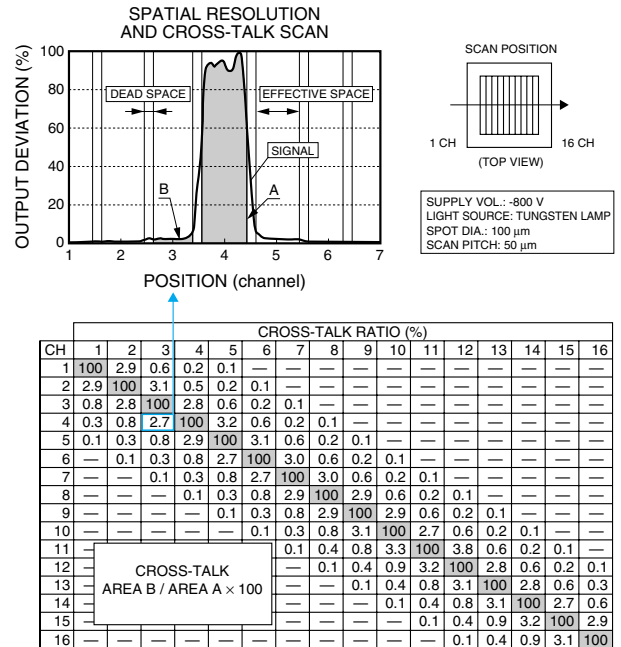 SPATIAL RESOLUTION
AND CROSS-TALK SCAN
OUTPUT DEVIATION (%)
100
80
60
40
20
0
DEAD SPACE
EFFECTIVE SPACE
SIGNAL
B
A
1 2 3 4 5 6 7
POSITION (channel)
SCAN POSITION
1 CH
16 CH
(TOP VIEW)
SUPPLY VOL.: -800 V
LIGHT SOURCE: TUNGSTEN LAMP
SPOT DIA.: 100 μm
SCAN PITCH: 50 μm
CROSS-TALK RATIO (%)
CH 1 2 3 4 5 6 7 8 9 10 11 12 13 14 15 16
1 100 2.9 0.6 0.2 0.1 — — — — — — — — — — —
2 2.9 100 3.1 0.5 0.2 0.1 — — — — — — — — — —
3 0.8 2.8 100 2.8 0.6 0.2 0.1 — — — — — — — — —
4 0.3 0.8 2.7 100 3.2 0.6 0.2 0.1 — — — — — — — —
5 0.1 0.3 0.8 2.9 100 3.1 0.6 0.2 0.1 — — — — — — —
6 — 0.1 0.3 0.8 2.7 100 3.0 0.6 0.2 0.1 — — — — — —
7 — — 0.1 0.3 0.8 2.7 100 3.0 0.6 0.2 0.1 — — — — —
8 — — — 0.1 0.3 0.8 2.9 100 2.9 0.6 0.2 0.1 — — — —
9 — — — — 0.1 0.3 0.8 2.9 100 2.9 0.6 0.2 0.1 — — —
10 — — — — — 0.1 0.3 0.8 3.1 100 2.7 0.6 0.2 0.1 — —
11 — 0.1 0.4 0.8 3.3 100 3.8 0.6 0.2 0.1 —
12 — — 0.1 0.4 0.9 3.2 100 2.8 0.6 0.2 0.1
13 — — — 0.1 0.4 0.8 3.1 100 2.8 0.6 0.3
14 — — — — 0.1 0.4 0.8 3.1 100 2.7 0.6
15 — — — — — 0.1 0.4 0.9 3.2 100 2.9
16 — — — — — — — — — — — 0.1 0.4 0.9 3.1 100
CROSS-TALK
AREA B / AREA A × 100